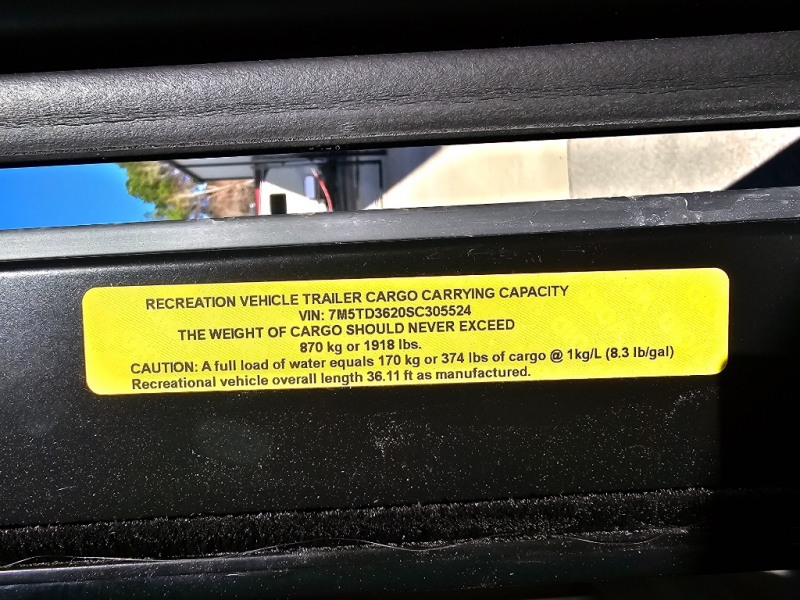 RECREATION VEHICLE TRAILER CARGO CARRYING CAPACITY
VIN: 7M5TD3620SC305524
THE WEIGHT OF CARGO SHOULD NEVER EXCEED
870 kg or 1918 lbs.
CAUTION: A full load of water equals 170 kg or 374 lbs of cargo @ 1kg/L (8.3 lb/gal)
Recreational vehicle overall length 36.11 ft as manufactured.